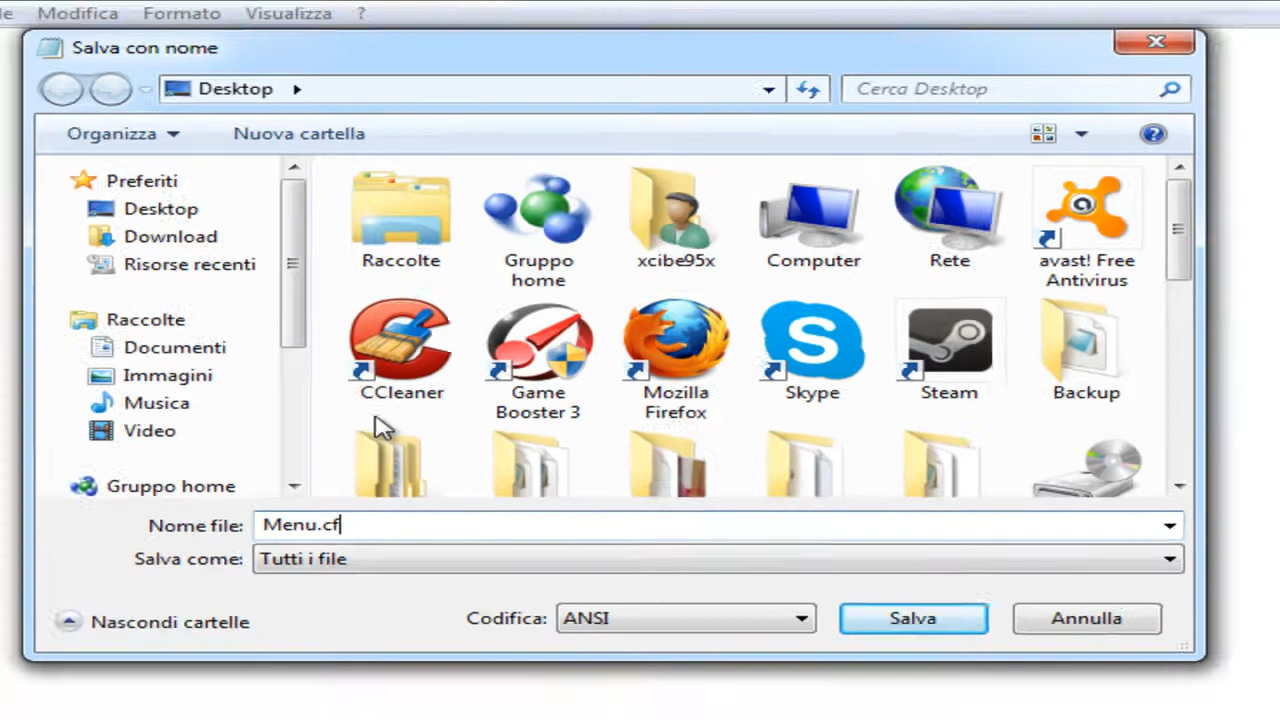 le Modifica Formato Visualizza ?
Salva con nome
Desktop
Cerca Desktop
Organizza Nuova cartella
Preferiti
Desktop
Download
Risorse recenti
Raccolte
Documenti
Immagini
Musica
Video
Gruppo home
Raccolte
Gruppo
home
xcibe95x
Computer
Rete
avast! Free
Antivirus
CCleaner
Game
Booster 3
Mozilla
Firefox
Skype
Steam
Backup
Nome file: Menu.cf
Salva come: Tutti i file
Nascondi cartelle
Codifica: ANSI
Salva
Annulla